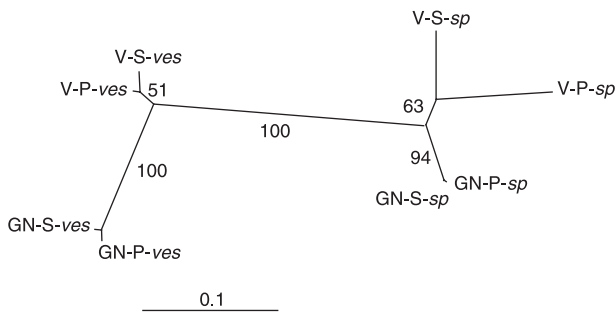 V-S-sp
V-S-ves
V-P-ves
51
63
V-P-sp
100
94
100
GN-P-sp
GN-S-sp
GN-S-ves
GN-P-ves
0.1